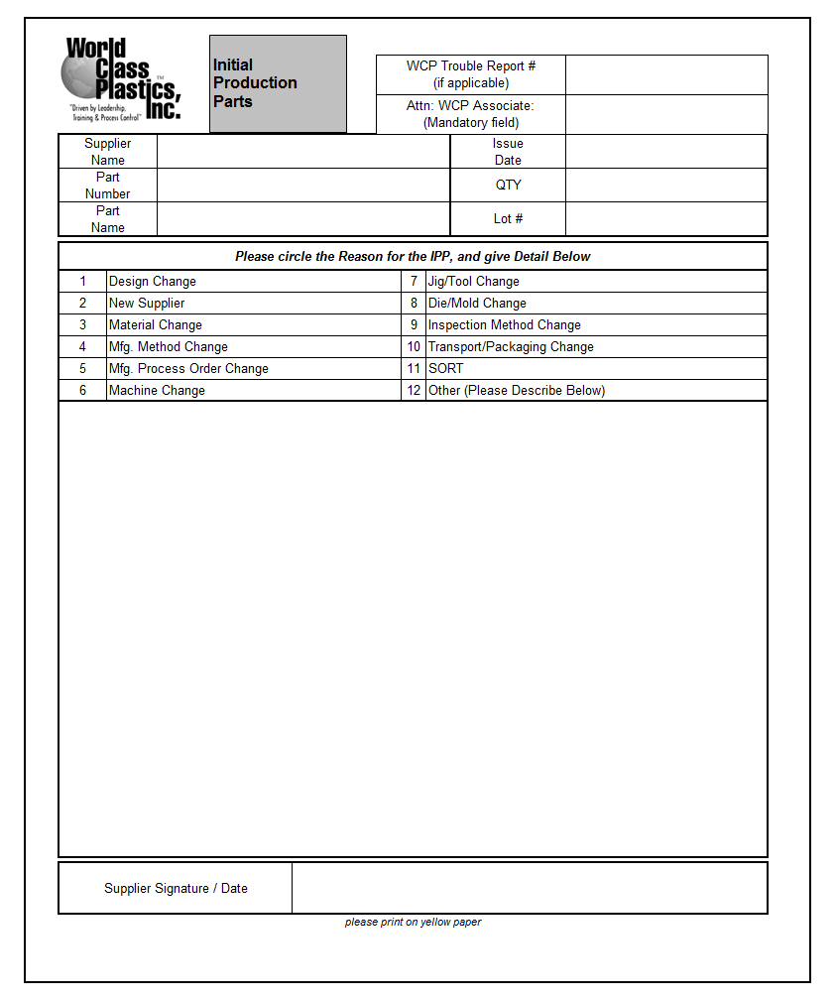 World
Class
Plastics,
Inc.
TM
"Driven by Leadership,
Training & Process Control"
Initial
Production
Parts
WCP Trouble Report #
(if applicable)
Attn: WCP Associate:
(Mandatory field)
Supplier
Name
Issue
Date
Part
Number
QTY
Part
Name
Lot #
Please circle the Reason for the IPP, and give Detail Below
1 Design Change 7 Jig/Tool Change
2 New Supplier 8 Die/Mold Change
3 Material Change 9 Inspection Method Change
4 Mfg. Method Change 10 Transport/Packaging Change
5 Mfg. Process Order Change 11 SORT
6 Machine Change 12 Other (Please Describe Below)
Supplier Signature / Date
please print on yellow paper